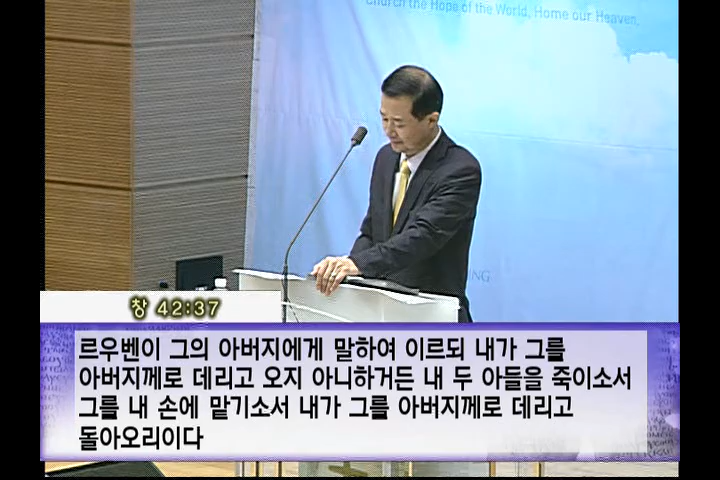 Church the Hope of the World, Home our Heaven.
창 42:37
르우벤이 그의 아버지에게 말하여 이르되 내가 그를
아버지께로 데리고 오지 아니하거든 내 두 아들을 죽이소서
그를 내 손에 맡기소서 내가 그를 아버지께로 데리고
돌아오리이다